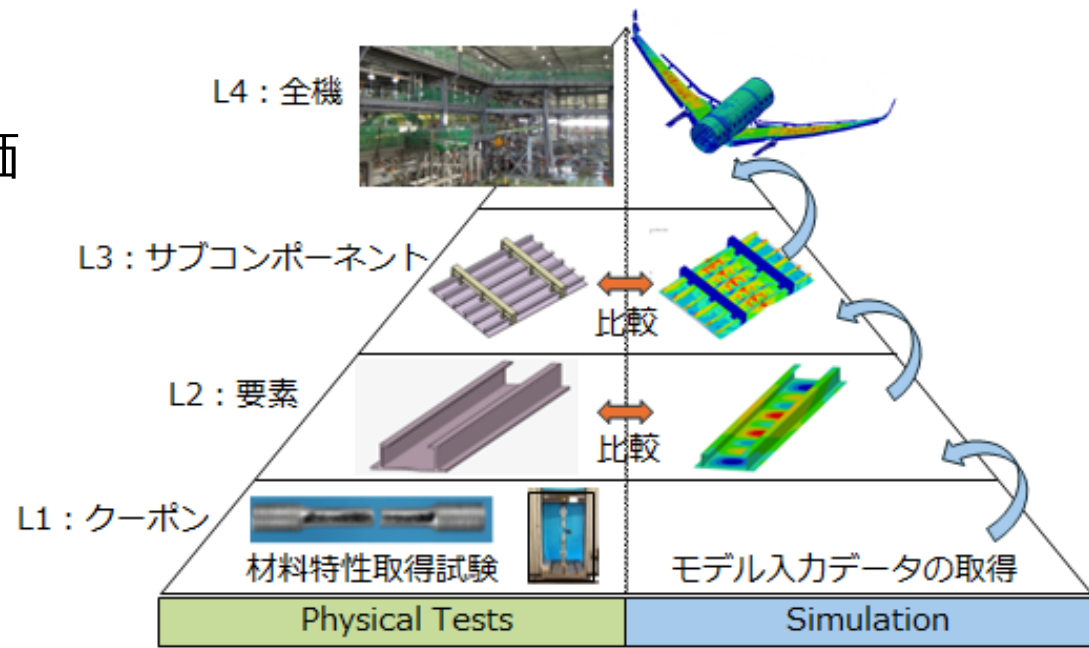 L4：全機
価
L3：サブコンポーネント
比較
L2：要素
比較
L1：クーポン
材料特性取得試験
モデル入力データの取得
Physical Tests
Simulation